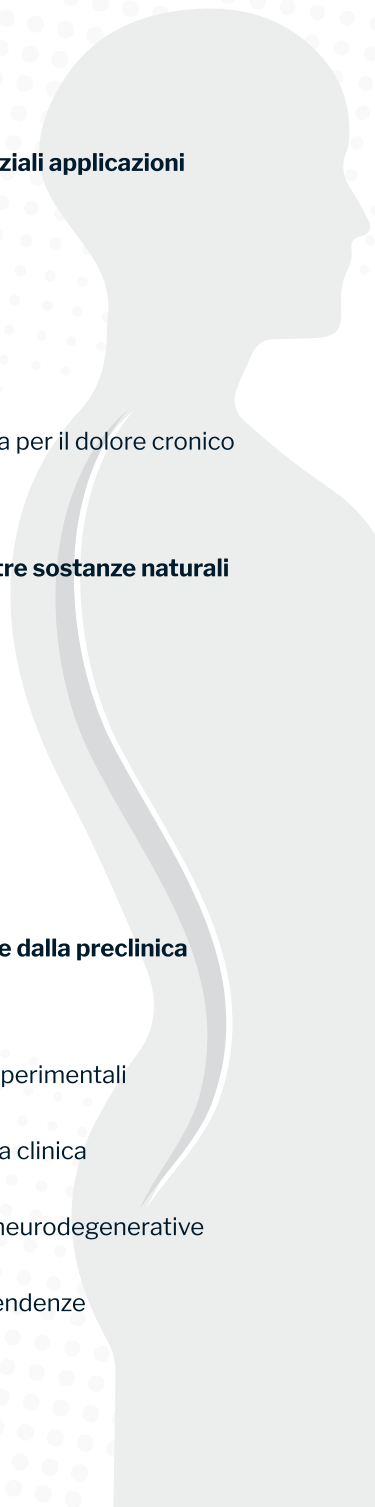 ziali applicazioni
a per il dolore cronico
tre sostanze naturali
e dalla preclinica
perimentali
a clinica
neurodegenerative
endenze